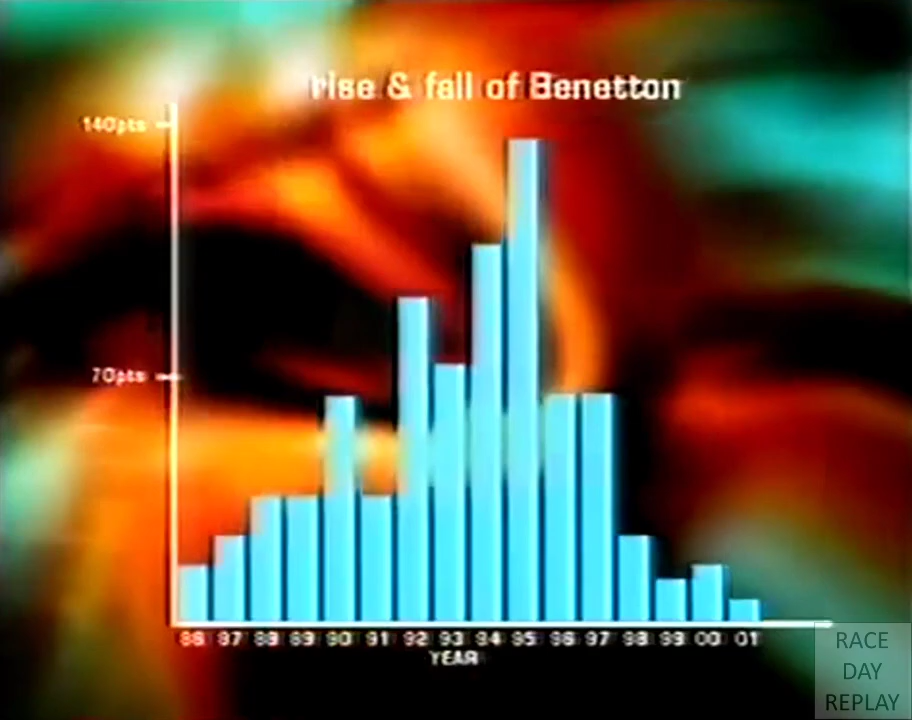 rise & fall of Benetton
140pts
70pts
86 87 88 89 90 91 92 93 94 95 96 97 98 99 00 01
YEAR
RACE
DAY
REPLAY